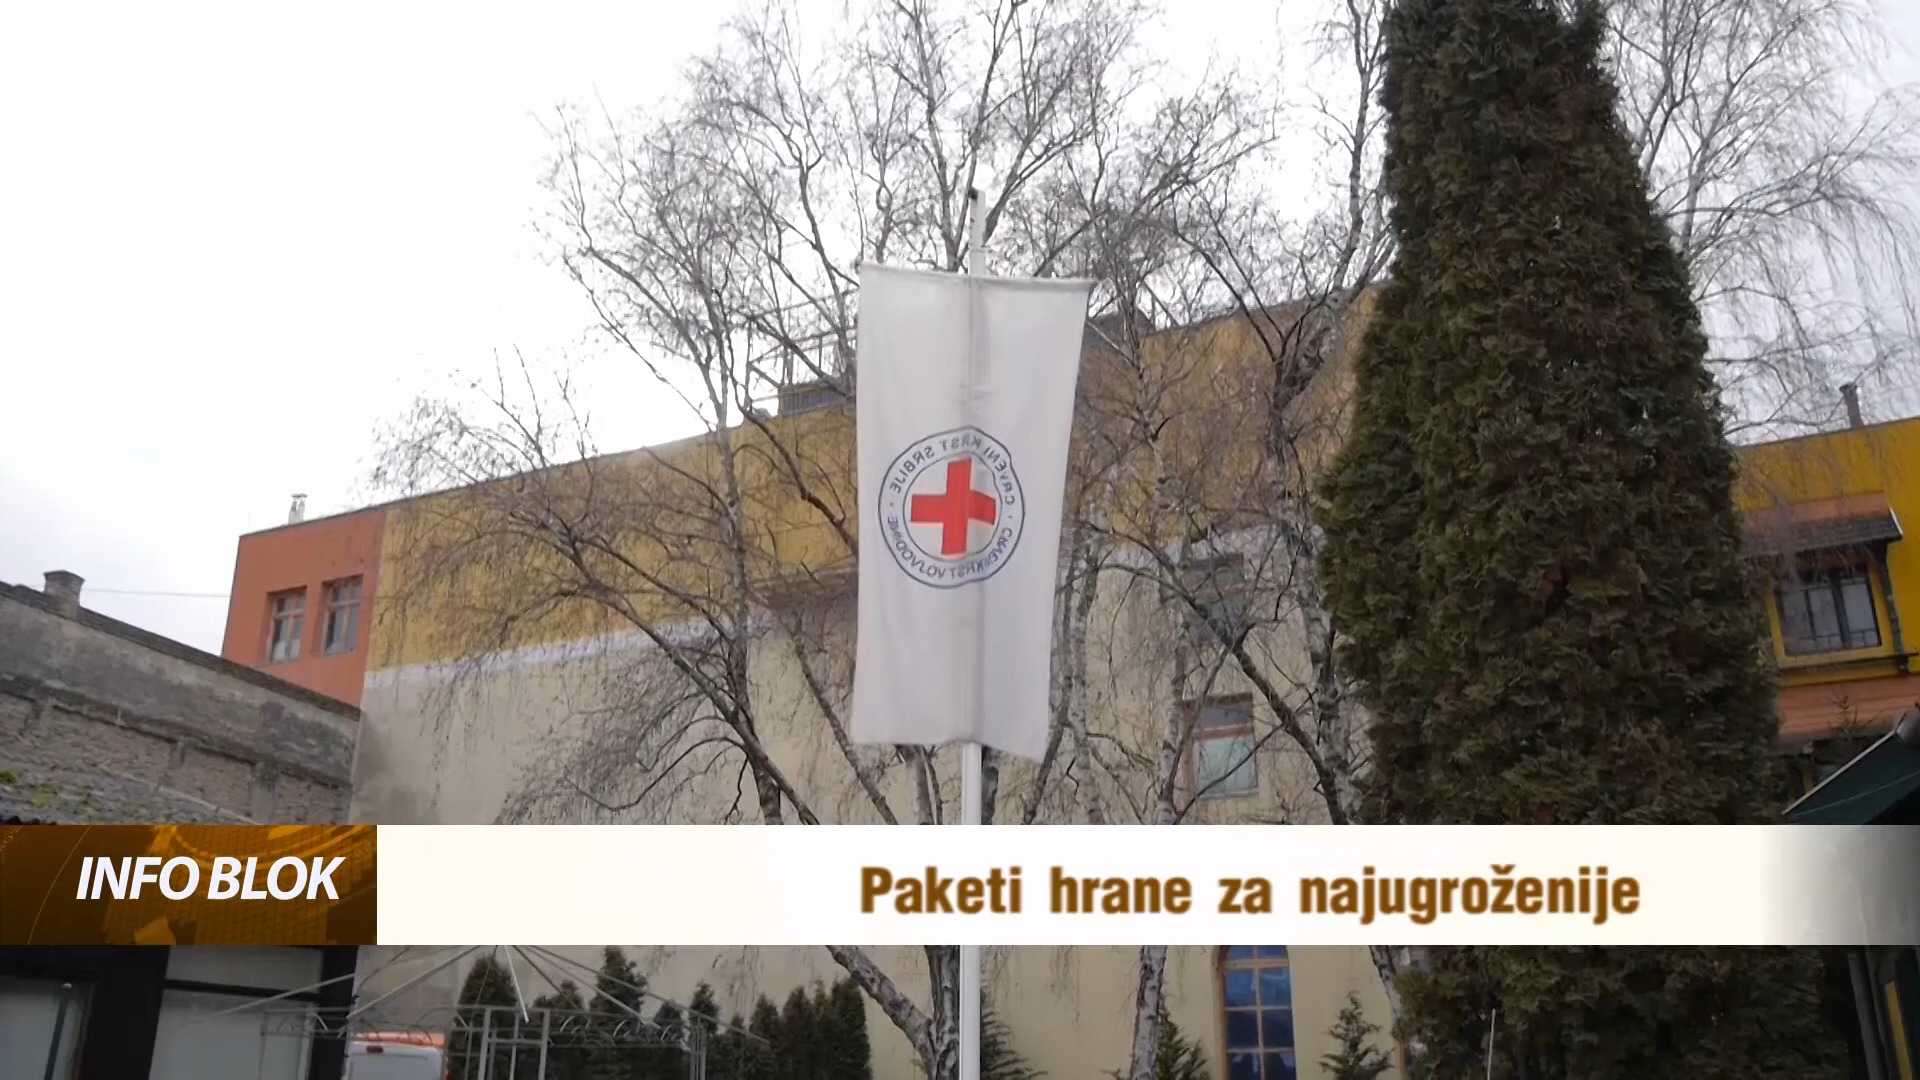 CRVENI KRST SRBIJE
CRVENI KRST VOJVODINE
INFO BLOK
Paketi hrane za najugroženije